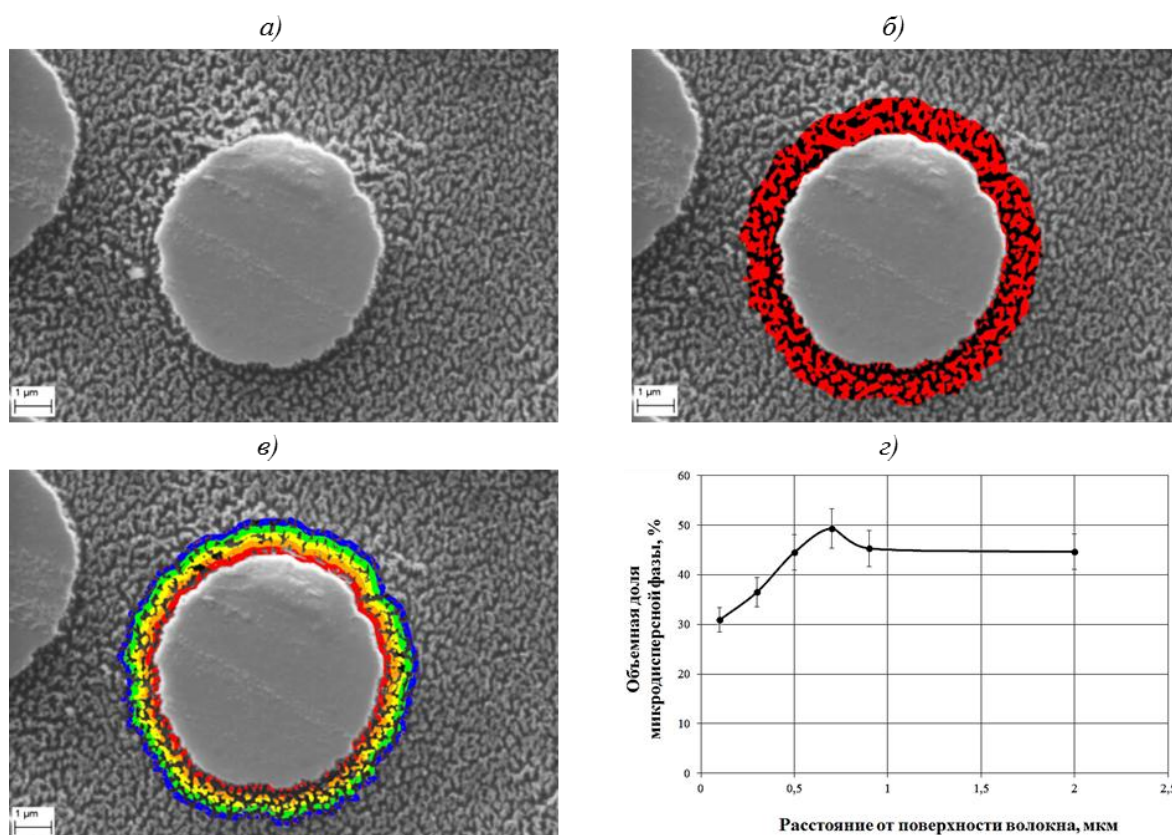 а)
б)
1 μm
1 μm
в)
г)
1 μm
Объемная доля
микродисперсной фазы, %
60
50
40
30
20
10
0
0
0,5
1
1,5
2
2,5
Расстояние от поверхности волокна, мкм